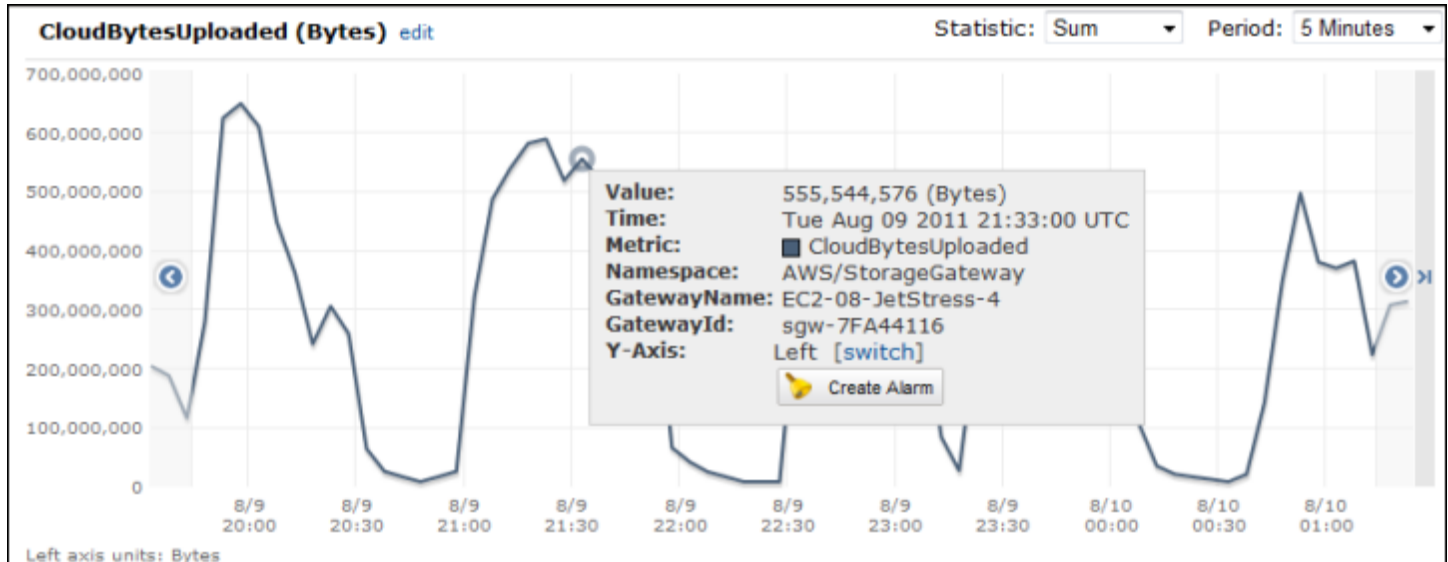 CloudBytesUploaded (Bytes) edit Statistic: Sum Period: 5 Minutes
700,000,000
600,000,000
500,000,000
400,000,000
300,000,000
200,000,000
100,000,000
0
Value: 555,544,576 (Bytes)
Time: Tue Aug 09 2011 21:33:00 UTC
Metric: CloudBytesUploaded
Namespace: AWS/StorageGateway
GatewayName: EC2-08-JetStress-4
GatewayId: sgw-7FA44116
Y-Axis: Left [switch]
Create Alarm
8/9 8/9 8/9 8/9 8/9 8/9 8/9 8/9 8/10 8/10 8/10
20:00 20:30 21:00 21:30 22:00 22:30 23:00 23:30 00:00 00:30 01:00
Left axis units: Bytes